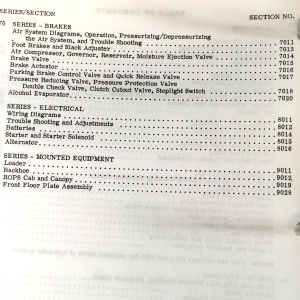 SERIES/SECTION SECTION NO.
70 SERIES - BRAKES
Air System Diagrams, Operation, Pressurizing/Depressurizing
the Air System, and Trouble Shooting 7011
Foot Brakes and Slack Adjuster 7013
Air Compressor, Governor, Reservoir, Moisture Ejection Valve 7014
Brake Valve 7015
Brake Actuator 7016
Parking Brake Control Valve and Quick Release Valve 7017
Pressure Reducing Valve, Pressure Protection Valve
Double Check Valve, Clutch Cutout Valve, Stoplight Switch 7018
Alcohol Evaporator 7020
SERIES - ELECTRICAL
Wiring Diagrams 8011
Trouble Shooting and Adjustments 8012
Batteries 8013
Starter and Starter Solenoid 8014
Alternator 8016
SERIES - MOUNTED EQUIPMENT
Loader 9011
Backhoe 9012
ROPS Cab and Canopy 9019
Front Floor Plate Assembly 9028